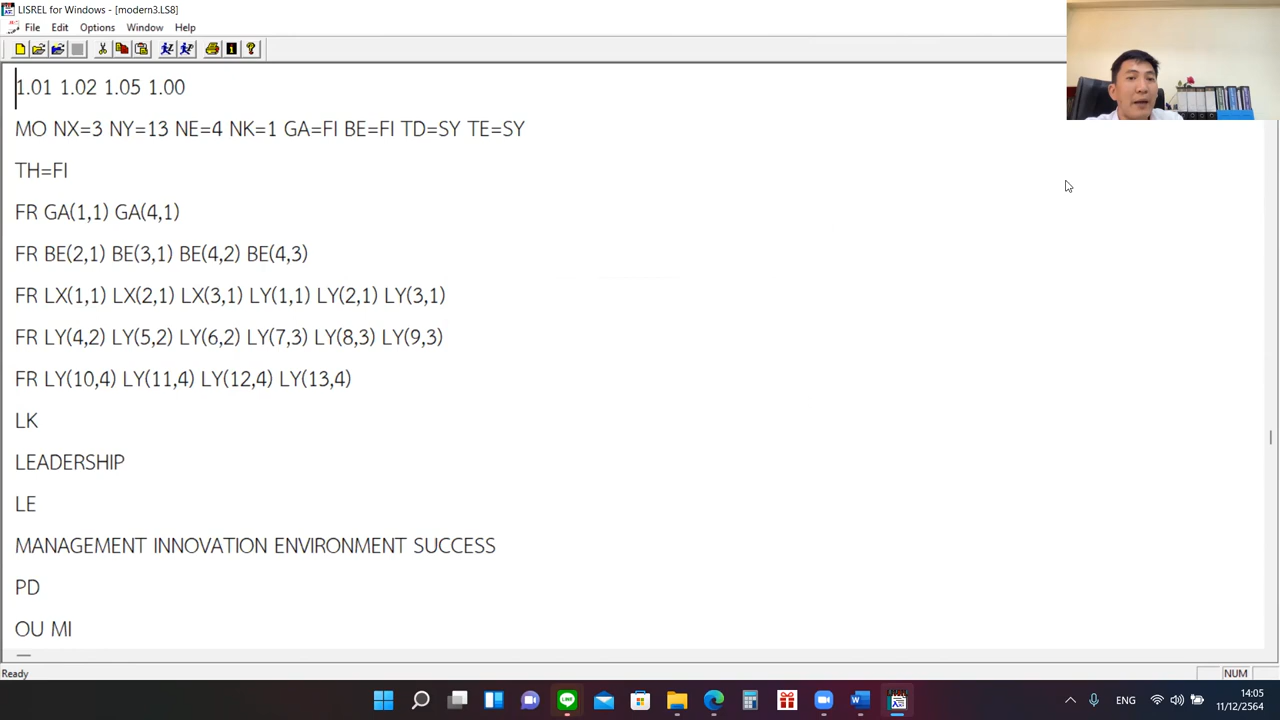 LISREL for Windows - [modern3.LS8]
File Edit Options Window Help
1.01 1.02 1.05 1.00
MO NX=3 NY=13 NE=4 NK=1 GA=FI BE=FI TD=SY TE=SY
TH=FI
FR GA(1,1) GA(4,1)
FR BE(2,1) BE(3,1) BE(4,2) BE(4,3)
FR LX(1,1) LX(2,1) LX(3,1) LY(1,1) LY(2,1) LY(3,1)
FR LY(4,2) LY(5,2) LY(6,2) LY(7,3) LY(8,3) LY(9,3)
FR LY(10,4) LY(11,4) LY(12,4) LY(13,4)
LK
LEADERSHIP
LE
MANAGEMENT INNOVATION ENVIRONMENT SUCCESS
PD
OU MI
Ready NUM
ENG 14:05
11/12/2564